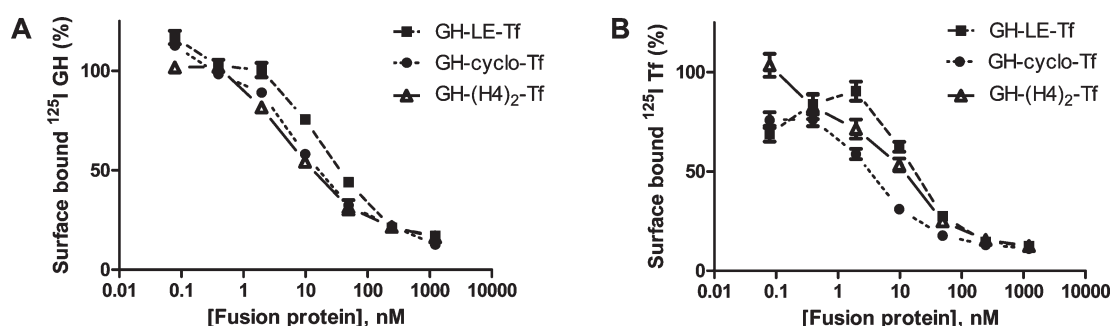 A
Surface bound ¹²⁵I GH (%)
100
50
0
0.01 0.1 1 10 100 1000 10000
[Fusion protein], nM
GH-LE-Tf
GH-cyclo-Tf
GH-(H4)₂-Tf
B
Surface bound ¹²⁵I Tf (%)
100
50
0
0.01 0.1 1 10 100 1000 10000
[Fusion protein], nM
GH-LE-Tf
GH-cyclo-Tf
GH-(H4)₂-Tf